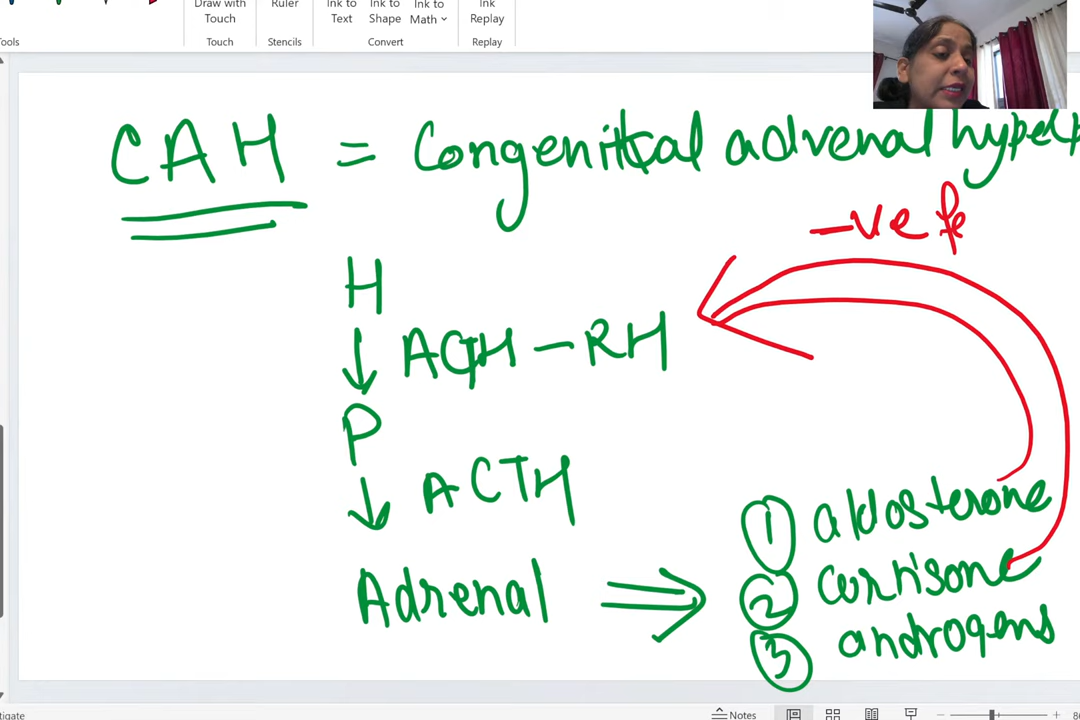 Draw with Touch
Ruler
Ink to Text
Ink to Shape
Ink to Math
Ink Replay
Tools
Touch
Stencils
Convert
Replay
CAH = Congenital adrenal hyperp
-ve fe
H
ACTH - RH
P
ACTH
Adrenal
1 aldosterone
2 cortisone
3 androgens
Notes